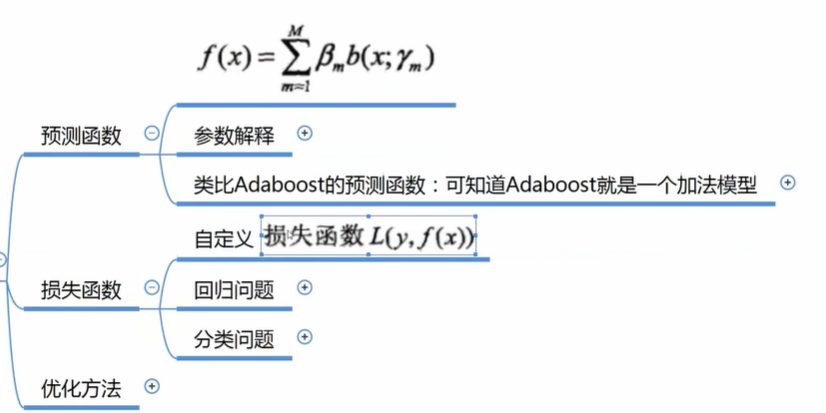 f(x) = \sum_{m=1}^{M} β_m b(x; γ_m)
预测函数
参数解释
类比Adaboost的预测函数：可知道Adaboost就是一个加法模型
自定义 损失函数 L(y, f(x))
损失函数
回归问题
分类问题
优化方法